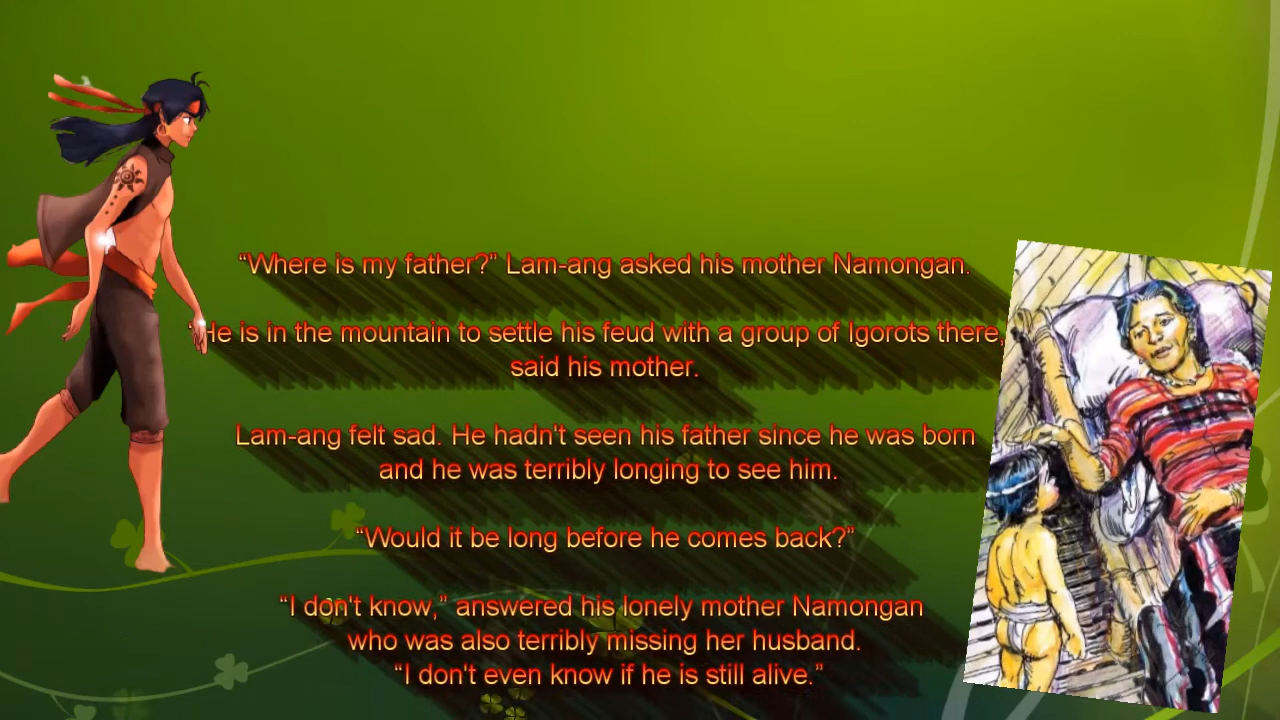 “Where is my father?” Lam-ang asked his mother Namongan.
“He is in the mountain to settle his feud with a group of Igorots there,
said his mother.
Lam-ang felt sad. He hadn't seen his father since he was born
and he was terribly longing to see him.
“Would it be long before he comes back?”
“I don't know,” answered his lonely mother Namongan
who was also terribly missing her husband.
“I don't even know if he is still alive.”